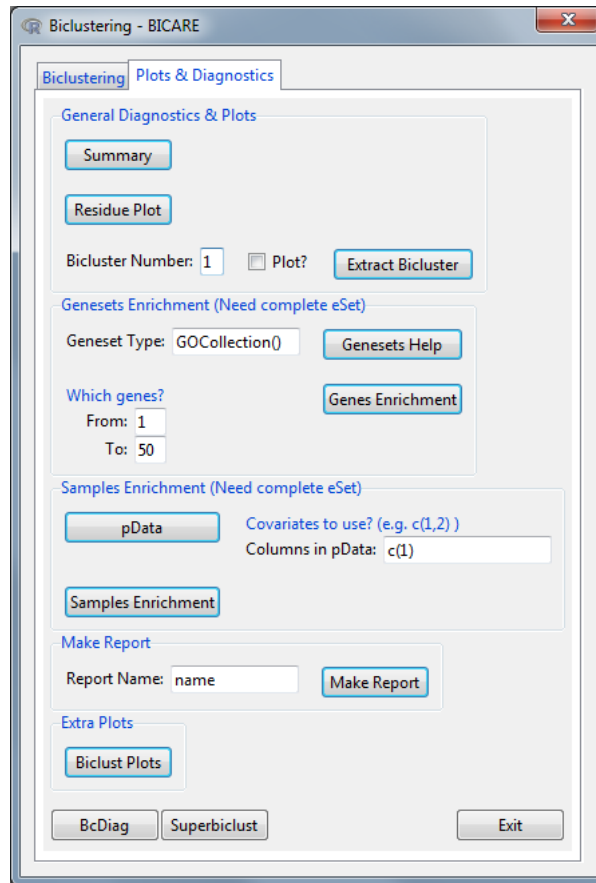 Biclustering - BICARE
Biclustering Plots & Diagnostics
General Diagnostics & Plots
Summary
Residue Plot
Bicluster Number: 1 Plot? Extract Bicluster
Genesets Enrichment (Need complete eSet)
Geneset Type: GOCollection() Genesets Help
Which genes? Genes Enrichment
From: 1
To: 50
Samples Enrichment (Need complete eSet)
pData Covariates to use? (e.g. c(1,2) )
Columns in pData: c(1)
Samples Enrichment
Make Report
Report Name: name Make Report
Extra Plots
Biclust Plots
BcDiag Superbiclust Exit